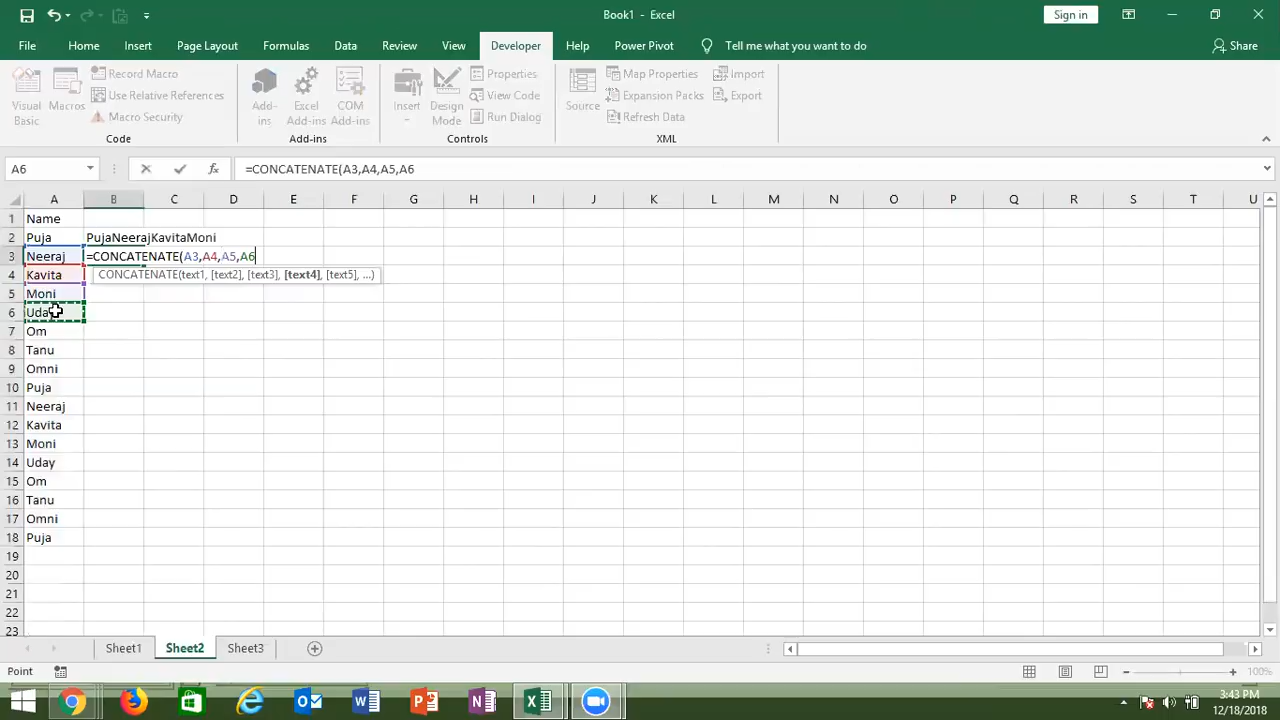 Book1 - Excel
Sign in
File Home Insert Page Layout Formulas Data Review View Developer Help Power Pivot Tell me what you want to do Share
Visual Basic
Macros
Record Macro
Use Relative References
Macro Security
Code
Add-ins
Excel Add-ins
COM Add-ins
Add-ins
Insert
Design Mode
Properties
View Code
Run Dialog
Controls
Source
Map Properties
Expansion Packs
Refresh Data
Import
Export
XML
A6 fx =CONCATENATE(A3,A4,A5,A6
A B C D E F G H I J K L M N O P Q R S T U
1 Name
2 Puja PujaNeerajKavitaMoni
3 Neeraj =CONCATENATE(A3,A4,A5,A6
4 Kavita CONCATENATE(text1, [text2], [text3], [text4], [text5], ...)
5 Moni
6 Uday
7 Om
8 Tanu
9 Omni
10 Puja
11 Neeraj
12 Kavita
13 Moni
14 Uday
15 Om
16 Tanu
17 Omni
18 Puja
19
20
21
22
23
Sheet1 Sheet2 Sheet3
Point 100%
3:43 PM
12/18/2018